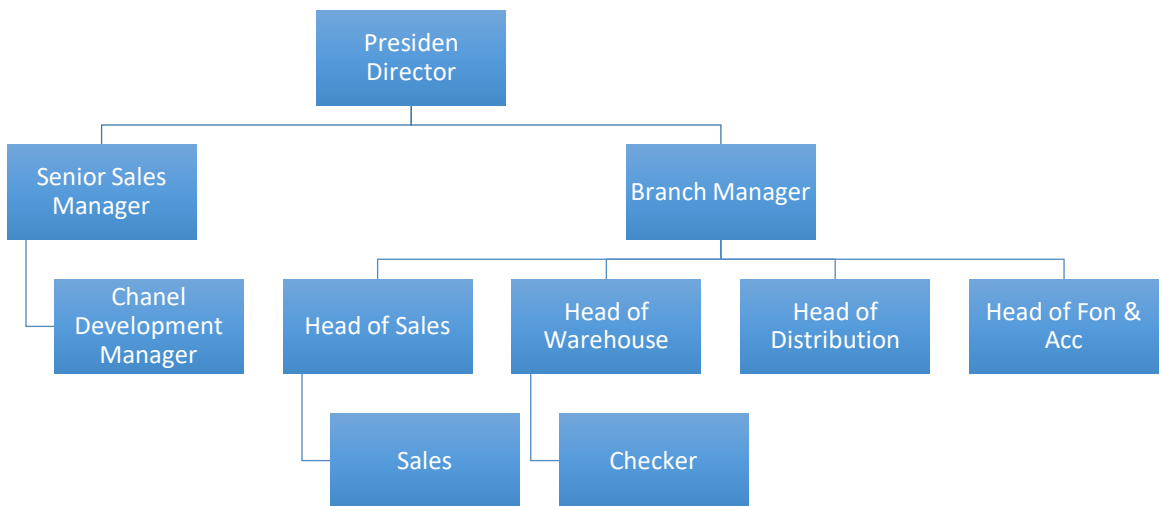 Presiden
Director
Senior Sales
Manager
Branch Manager
Chanel
Development
Manager
Head of Sales
Head of
Warehouse
Head of
Distribution
Head of Fon &
Acc
Sales
Checker